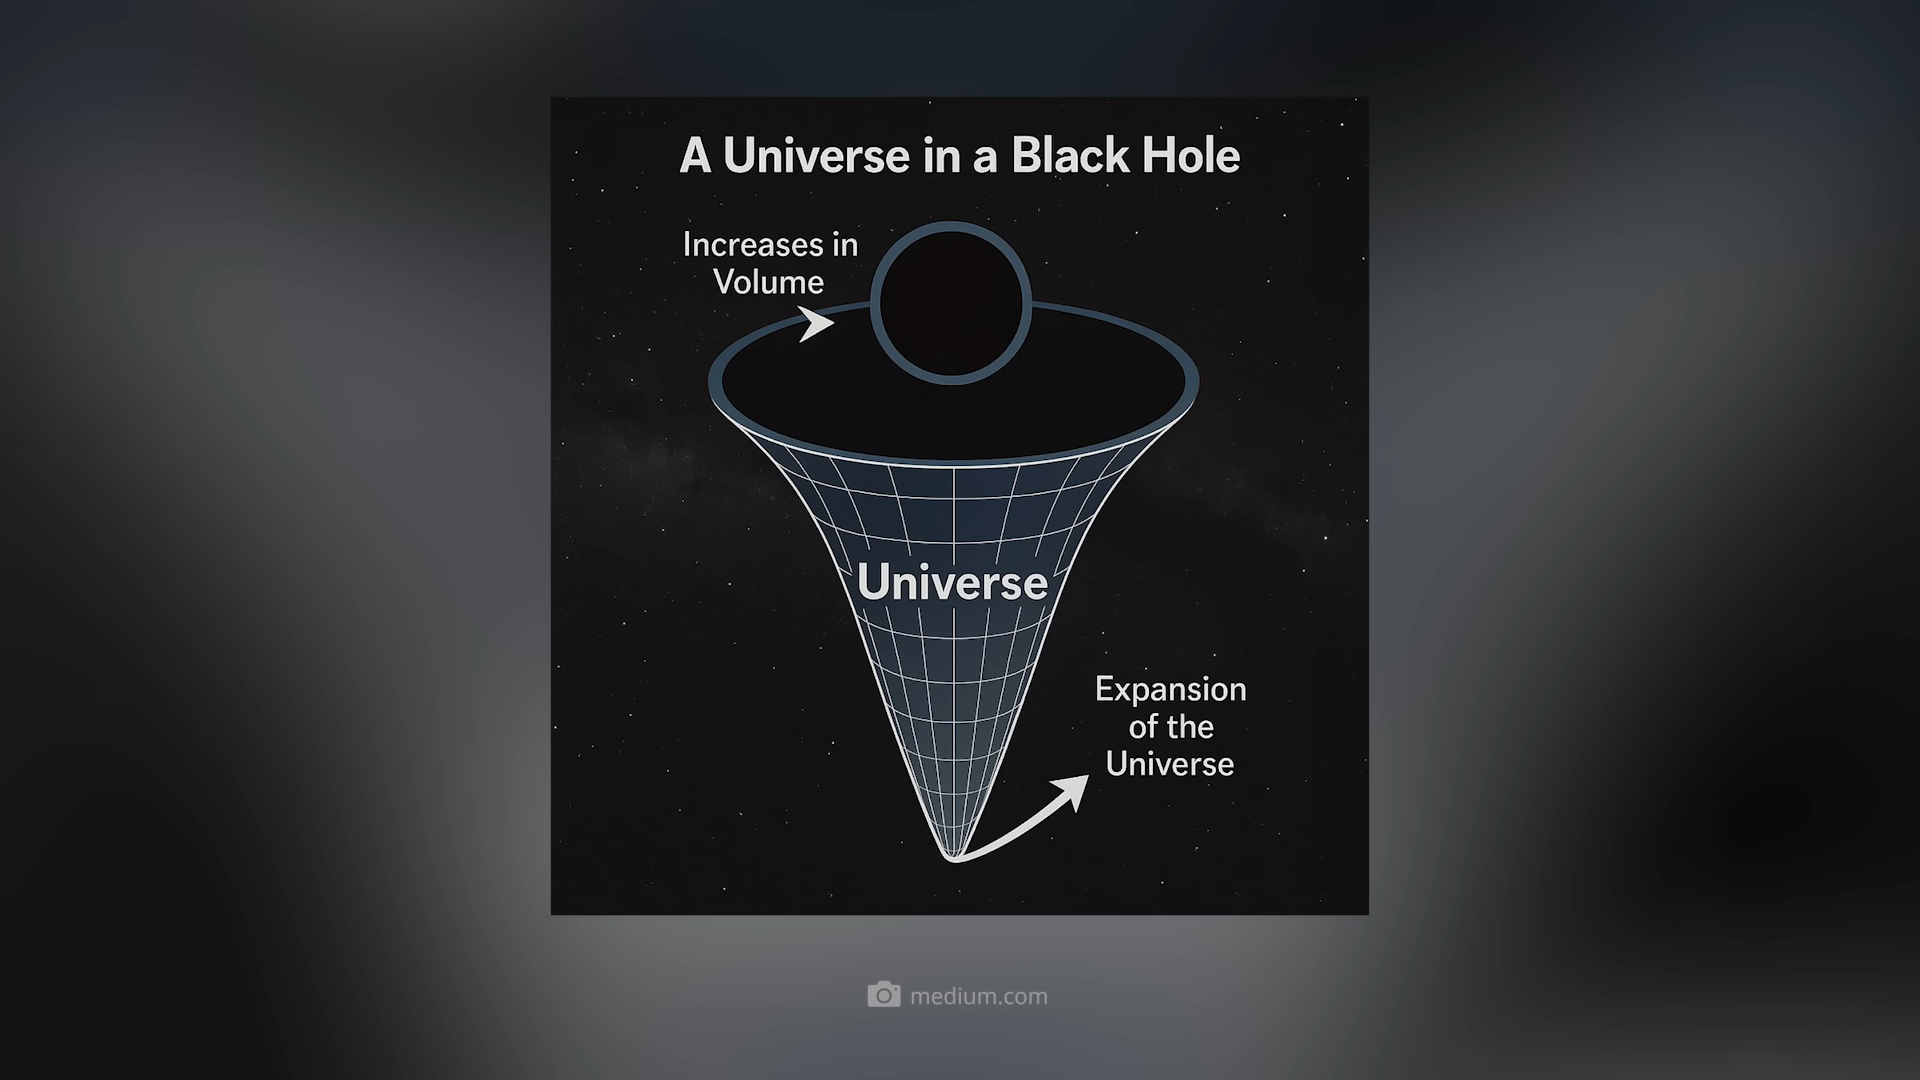 A Universe in a Black Hole
Increases in
Volume
Universe
Expansion
of the
Universe
medium.com